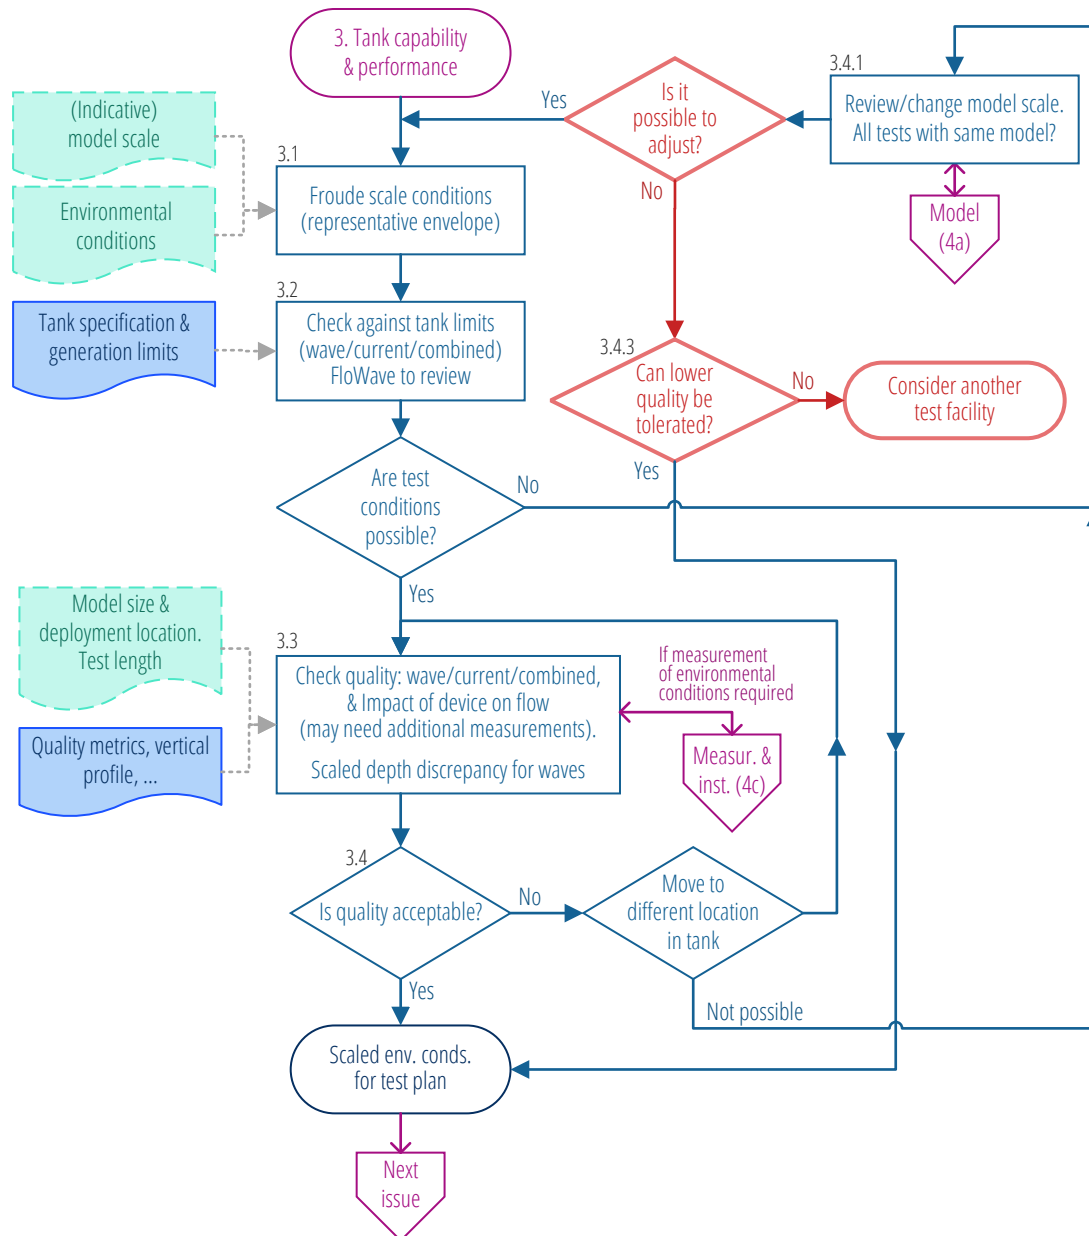 3. Tank capability
& performance
3.4.1
Review/change model scale.
All tests with same model?
Is it
possible to
adjust?
Yes
No
Model
(4a)
(Indicative)
model scale
Environmental
conditions
3.1
Froude scale conditions
(representative envelope)
Tank specification &
generation limits
3.2
Check against tank limits
(wave/current/combined)
FloWave to review
3.4.3
Can lower
quality be
tolerated?
No
Yes
Consider another
test facility
Are test
conditions
possible?
No
Yes
Model size &
deployment location.
Test length
Quality metrics, vertical
profile, ...
3.3
Check quality: wave/current/combined,
& Impact of device on flow
(may need additional measurements).
Scaled depth discrepancy for waves
If measurement
of environmental
conditions required
Measur. &
inst. (4c)
3.4
Is quality acceptable?
No
Yes
Move to
different location
in tank
Not possible
Scaled env. conds.
for test plan
Next
issue